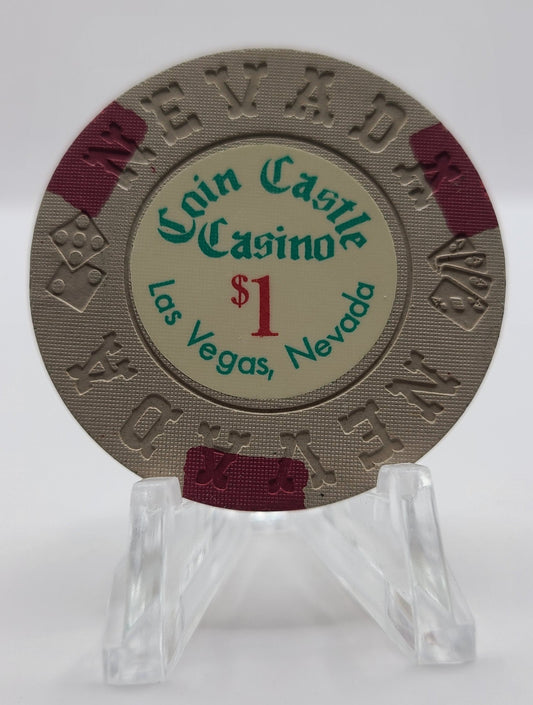 NEVADA
Coin Castle
Casino
$1
Las Vegas, Nevada
NEVADA